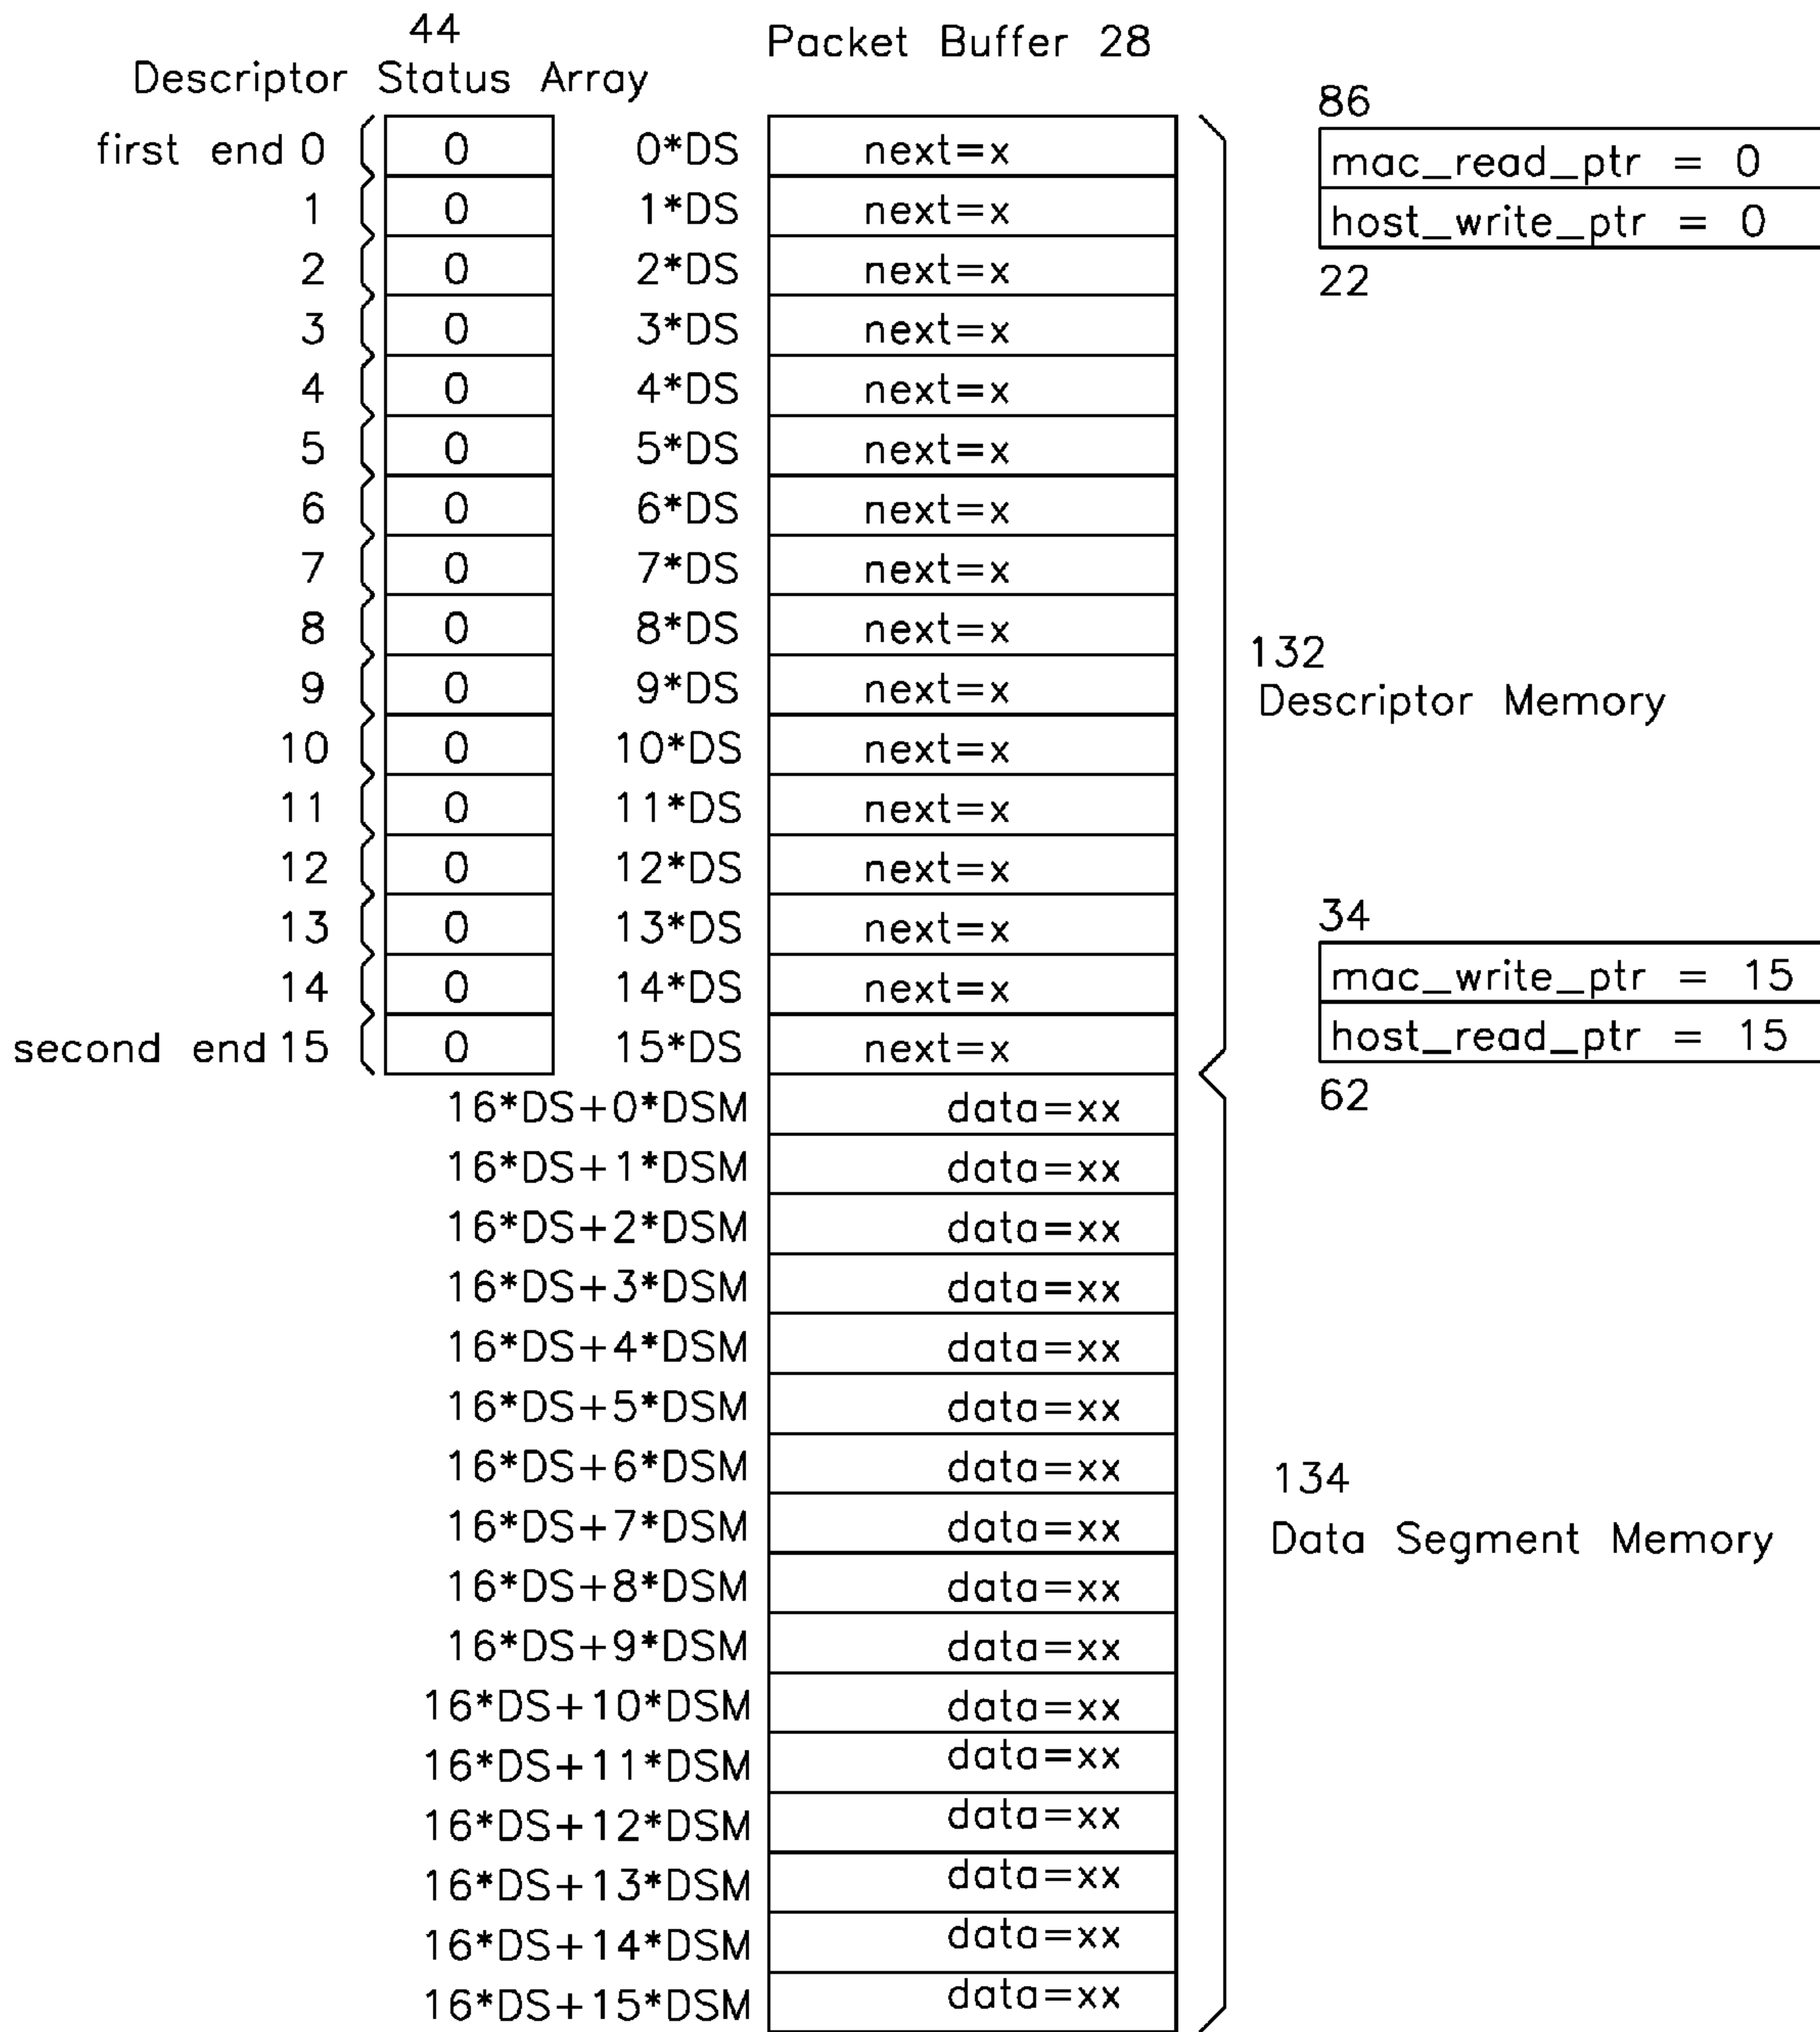 44
Descriptor Status Array
Packet Buffer 28
first end 0 0 0*DS next=x
1 0 1*DS next=x
2 0 2*DS next=x
3 0 3*DS next=x
4 0 4*DS next=x
5 0 5*DS next=x
6 0 6*DS next=x
7 0 7*DS next=x
8 0 8*DS next=x
9 0 9*DS next=x
10 0 10*DS next=x
11 0 11*DS next=x
12 0 12*DS next=x
13 0 13*DS next=x
14 0 14*DS next=x
second end 15 0 15*DS next=x
16*DS+0*DSM data=xx
16*DS+1*DSM data=xx
16*DS+2*DSM data=xx
16*DS+3*DSM data=xx
16*DS+4*DSM data=xx
16*DS+5*DSM data=xx
16*DS+6*DSM data=xx
16*DS+7*DSM data=xx
16*DS+8*DSM data=xx
16*DS+9*DSM data=xx
16*DS+10*DSM data=xx
16*DS+11*DSM data=xx
16*DS+12*DSM data=xx
16*DS+13*DSM data=xx
16*DS+14*DSM data=xx
16*DS+15*DSM data=xx
86
mac_read_ptr = 0
host_write_ptr = 0
22
132
Descriptor Memory
34
mac_write_ptr = 15
host_read_ptr = 15
62
134
Data Segment Memory